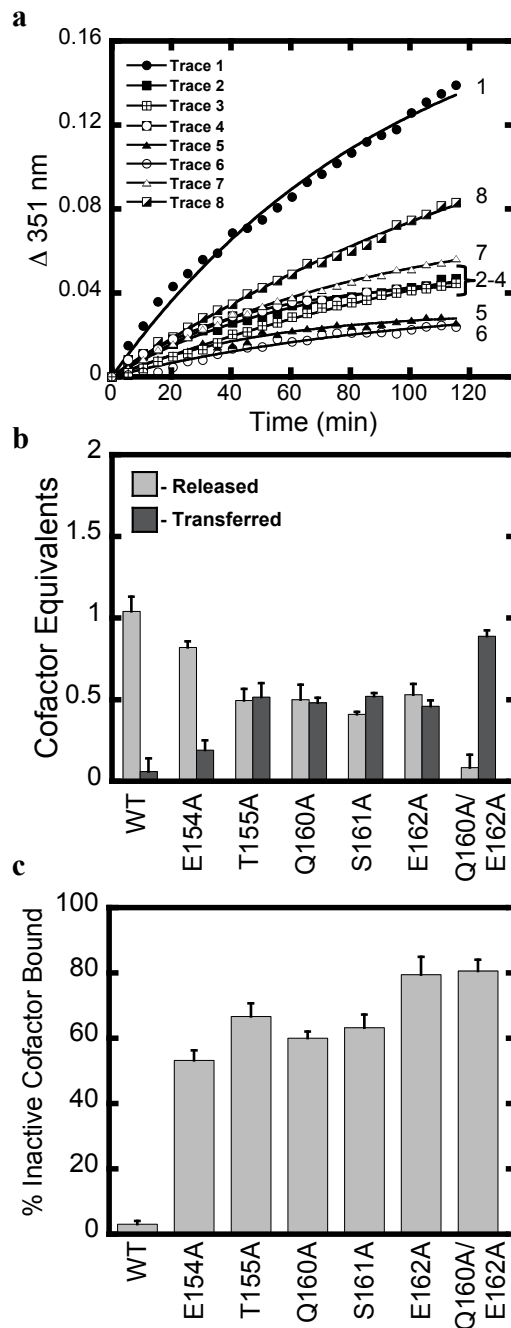 a
0.16
0.12
0.08
0.04
0
Δ 351 nm
Trace 1
Trace 2
Trace 3
Trace 4
Trace 5
Trace 6
Trace 7
Trace 8
1
8
7
2-4
5
6
0 20 40 60 80 100 120
Time (min)
b
2
1.5
1
0.5
0
Cofactor Equivalents
- Released
- Transferred
WT
E154A
T155A
Q160A
S161A
E162A
Q160A/
E162A
c
100
80
60
40
20
0
% Inactive Cofactor Bound
WT
E154A
T155A
Q160A
S161A
E162A
Q160A/
E162A